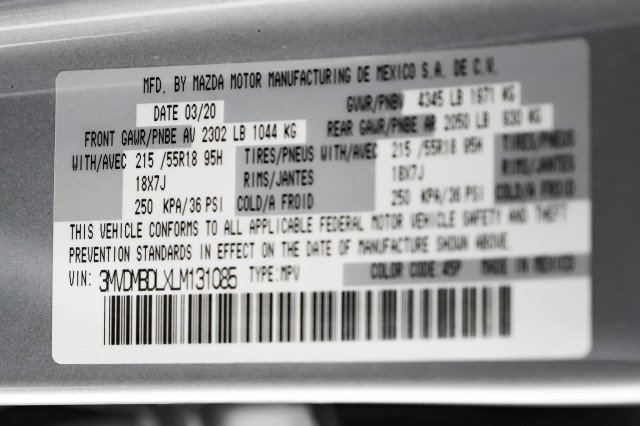 MFD. BY MAZDA MOTOR MANUFACTURING DE MEXICO S.A. DE C.V.
DATE 03/20 GVWR/PNBV 4345 LB 1971 KG
FRONT GAWR/PNBE AV 2302 LB 1044 KG REAR GAWR/PNBE AR 2050 LB 930 KG
WITH/AVEC 215 /55R18 95H TIRES/PNEUS WITH/AVEC 215 /55R18 95H TIRES/PNEUS
18X7J RIMS/JANTES 18X7J RIMS/JANTES
250 KPA/36 PSI COLD/A FROID 250 KPA/36 PSI COLD/A FROID
THIS VEHICLE CONFORMS TO ALL APPLICABLE FEDERAL MOTOR VEHICLE SAFETY AND THEFT
PREVENTION STANDARDS IN EFFECT ON THE DATE OF MANUFACTURE SHOWN ABOVE.
VIN: 3MVDMBDLXLM131085 TYPE:MPV COLOR CODE 45P MADE IN MEXICO